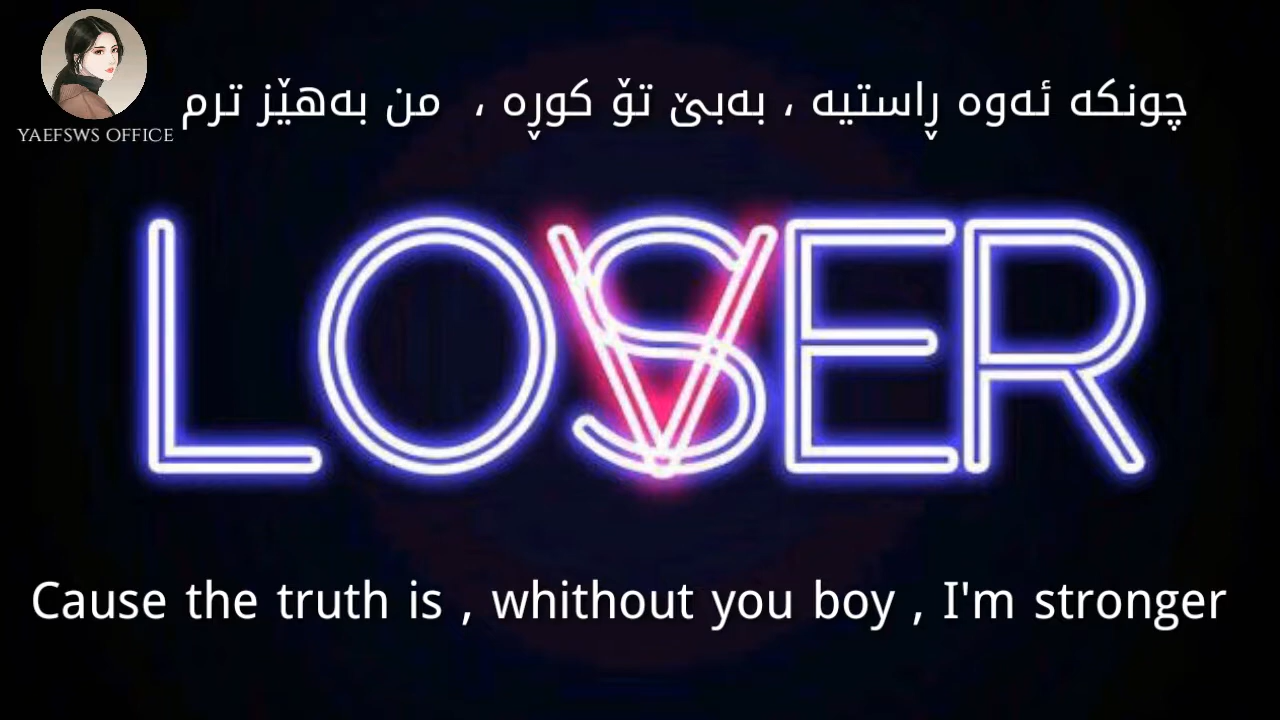 چونکە ئەوە ڕاستیە ، بەبێ تۆ کوڕە ، من بەهێز ترم
YAEFSWS OFFICE
LOSVER
Cause the truth is , whithout you boy , I'm stronger